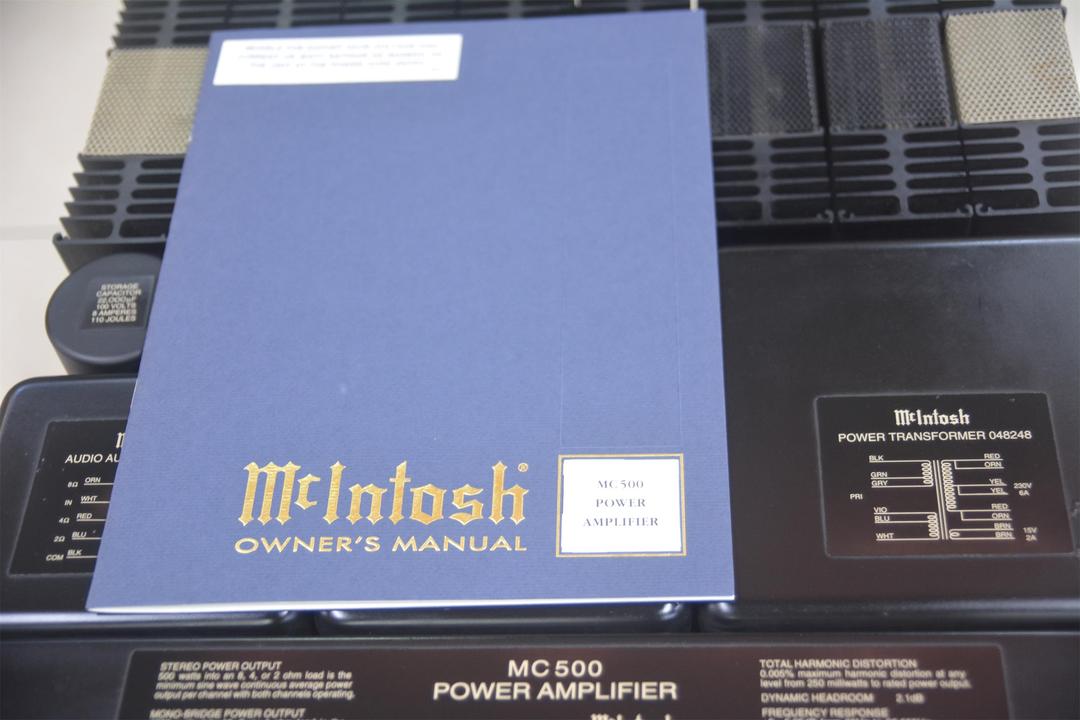 STORAGE
CAPACITOR
22,000µF
100 VOLTS
8 AMPERES
110 JOULES
AUDIO AU
8Ω ORN
IN WHT
4Ω RED
2Ω BLU
COM BLK
McIntosh®
OWNER'S MANUAL
MC500
POWER
AMPLIFIER
McIntosh
POWER TRANSFORMER 048248
BLK RED
ORN
GRN
GRY YEL 230V
YEL 6A
PRI
VIO RED
BLU ORN
BRN 15V
WHT BRN 2A
STEREO POWER OUTPUT
500 watts into an 8, 4, or 2 ohm load is the
minimum sine wave continuous average power
output per channel with both channels operating.
MONO-BRIDGE POWER OUTPUT
MC500
POWER AMPLIFIER
McIntosh
TOTAL HARMONIC DISTORTION
0.005% maximum harmonic distortion at any
level from 250 milliwatts to rated power output.
DYNAMIC HEADROOM 2.1dB
FREQUENCY RESPONSE